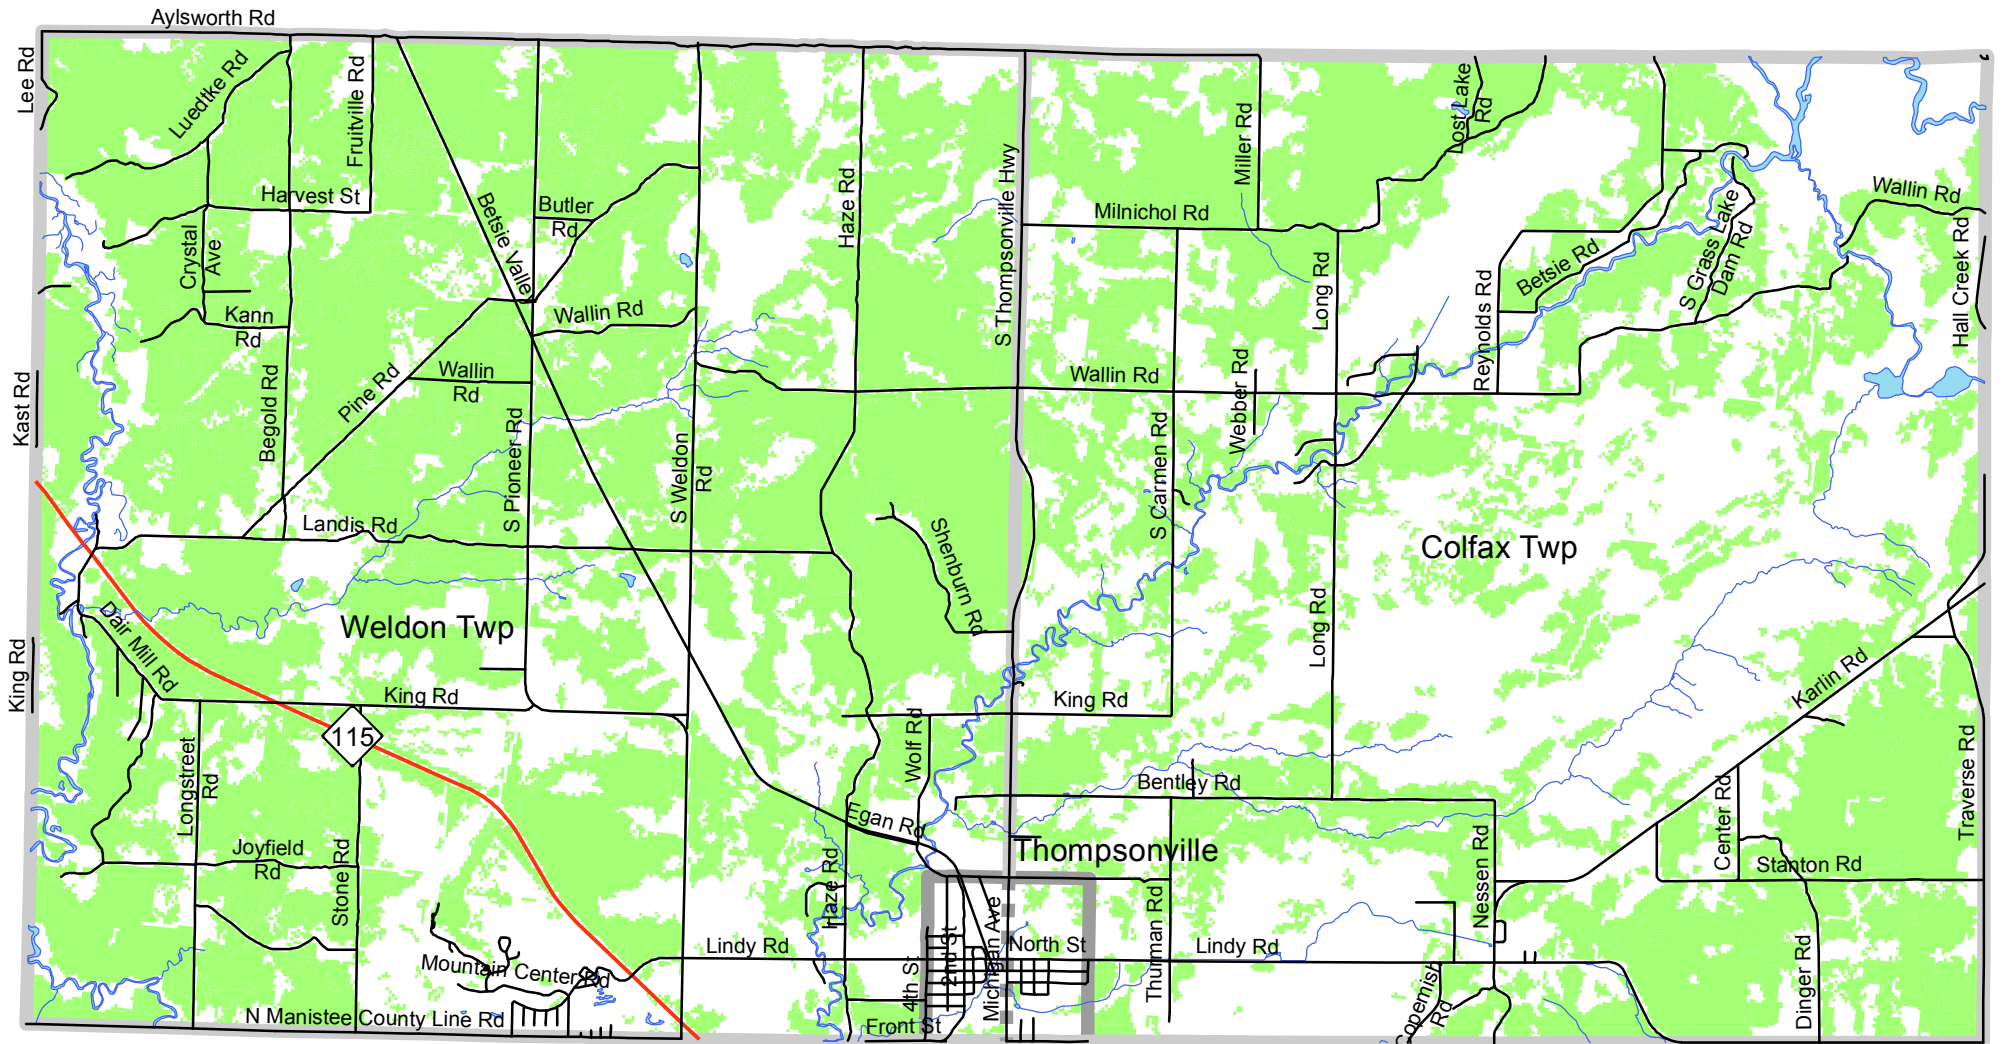 Aylsworth Rd
Lee Rd
Luedtke Rd
Fruitville Rd
Harvest St
Crystal
Ave
Kann
Rd
Begold Rd
Kast Rd
Pine Rd
Betsie Valle
Butler
Rd
Wallin Rd
Wallin
Rd
S Pioneer Rd
S Weldon
Rd
Landis Rd
Haze Rd
S Thompsonville Hwy
Miller Rd
Milnichol Rd
Lost Lake
Rd
Long Rd
Reynolds Rd
Betsie Rd
S Grass Lake
Dam Rd
Wallin Rd
Hall Creek Rd
Wallin Rd
Webber Rd
S Carmen Rd
Shenburn Rd
Colfax Twp
Weldon Twp
Dair Mill Rd
King Rd
King Rd
115
Longstreet
Rd
Joyfield
Rd
Stone Rd
Wolf Rd
King Rd
Long Rd
Karlin Rd
Traverse Rd
Bentley Rd
Egan Rd
Thompsonville
Haze Rd
Nessen Rd
Center Rd
Stanton Rd
Thurman Rd
Michigan Ave
2nd St
4th St
North St
Lindy Rd
Lindy Rd
Mountain Center Rd
N Manistee County Line Rd
Front St
Copemish
Rd
Dinger Rd